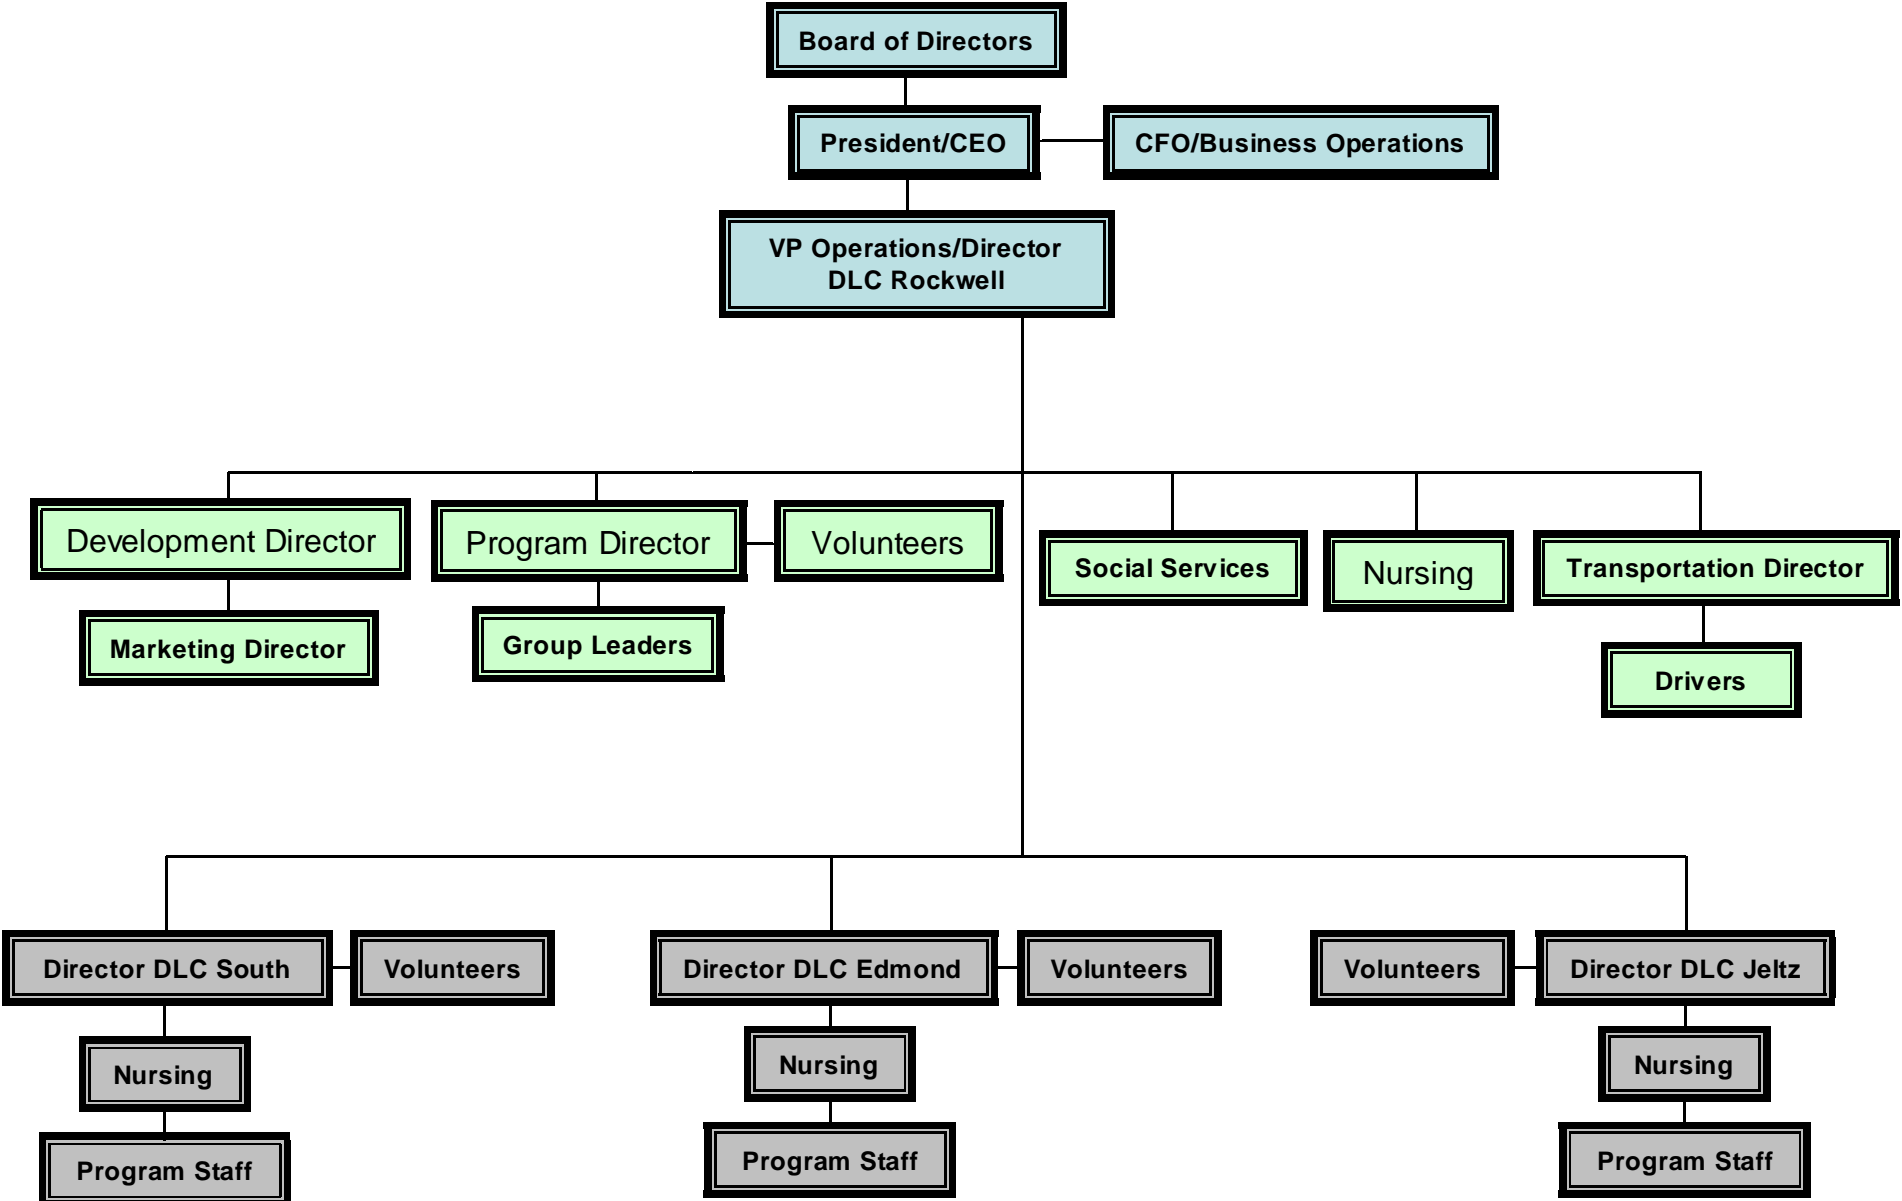 Board of Directors
President/CEO
CFO/Business Operations
VP Operations/Director
DLC Rockwell
Development Director
Program Director
Volunteers
Social Services
Nursing
Transportation Director
Marketing Director
Group Leaders
Drivers
Director DLC South
Volunteers
Director DLC Edmond
Volunteers
Volunteers
Director DLC Jeltz
Nursing
Nursing
Nursing
Program Staff
Program Staff
Program Staff